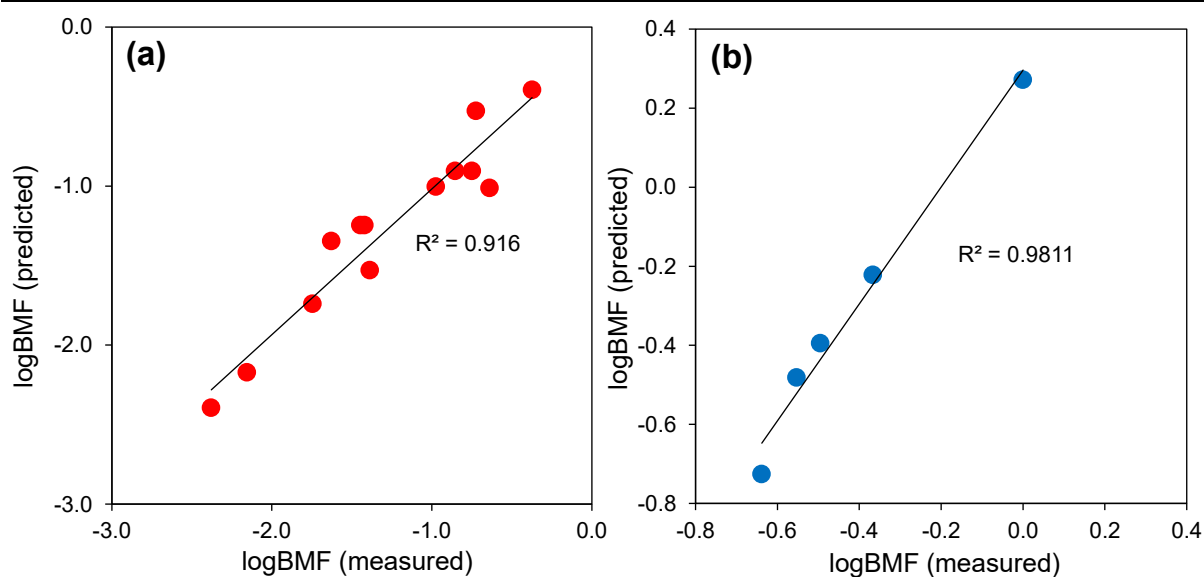 (a)
0.0
-1.0
-2.0
-3.0
logBMF (predicted)
R² = 0.916
-3.0 -2.0 -1.0 0.0
logBMF (measured)
(b)
0.4
0.2
0.0
-0.2
-0.4
-0.6
-0.8
logBMF (predicted)
R² = 0.9811
-0.8 -0.6 -0.4 -0.2 0.0 0.2 0.4
logBMF (measured)